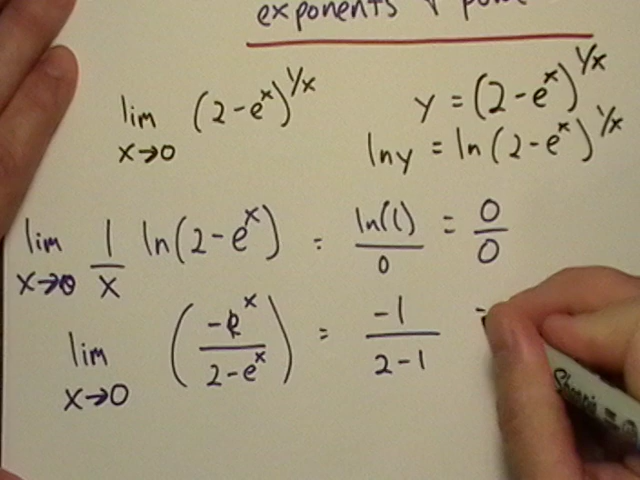 exponents
lim x→0 (2-e^x)^1/x
y = (2-e^x)^1/x
ln y = ln(2-e^x)^1/x
lim x→0 1/x ln(2-e^x) = ln(1)/0 = 0/0
lim x→0 (-e^x/2-e^x) = -1/2-1 =
Sharpie